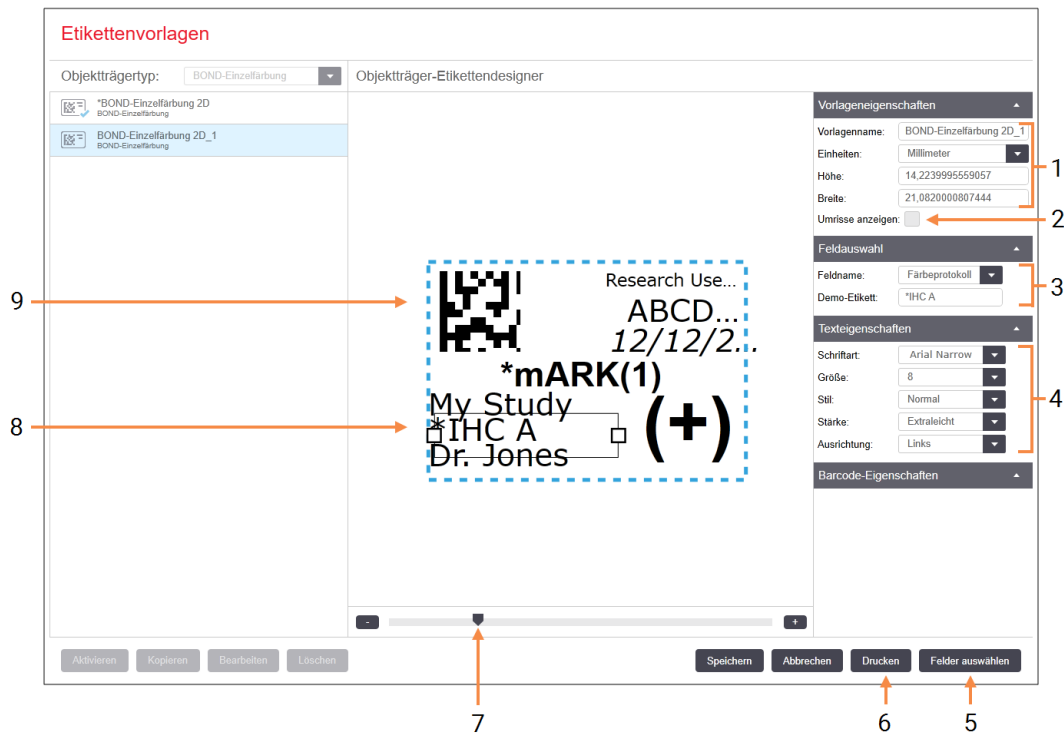 Etikettenvorlagen
Objektträgertyp:
BOND-Einzelfärbung
Objektträger-Etikettendesigner
*BOND-Einzelfärbung 2D
BOND-Einzelfärbung
BOND-Einzelfärbung 2D_1
BOND-Einzelfärbung
Vorlageneigenschaften
Vorlagenname: BOND-Einzelfärbung 2D_1
Einheiten: Millimeter
Höhe: 14,2239995559057
Breite: 21,0820000807444
Umrisse anzeigen:
1
2
Feldauswahl
Feldname: Färbeprotokoll
Demo-Etikett: *IHC A
3
Texteigenschaften
Schriftart: Arial Narrow
Größe: 8
Stil: Normal
Stärke: Extraleicht
Ausrichtung: Links
4
Barcode-Eigenschaften
9
8
Research Use...
ABCD...
12/12/2...
*mARK(1)
My Study
*IHC A
Dr. Jones
(+)
- +
Aktivieren Kopieren Bearbeiten Löschen
Speichern Abbrechen Drucken Felder auswählen
7 6 5